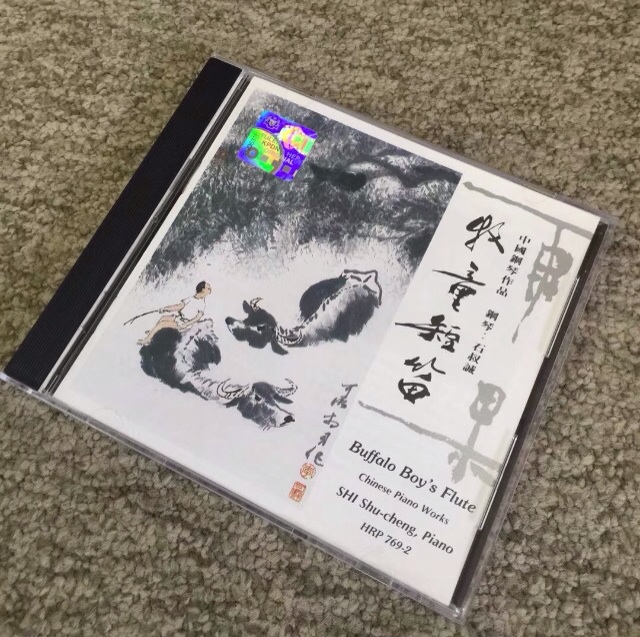 牧童短笛
中國鋼琴作品 鋼琴：石叔誠
Buffalo Boy's Flute
Chinese Piano Works
SHI Shu-cheng, Piano
HRP 769-2